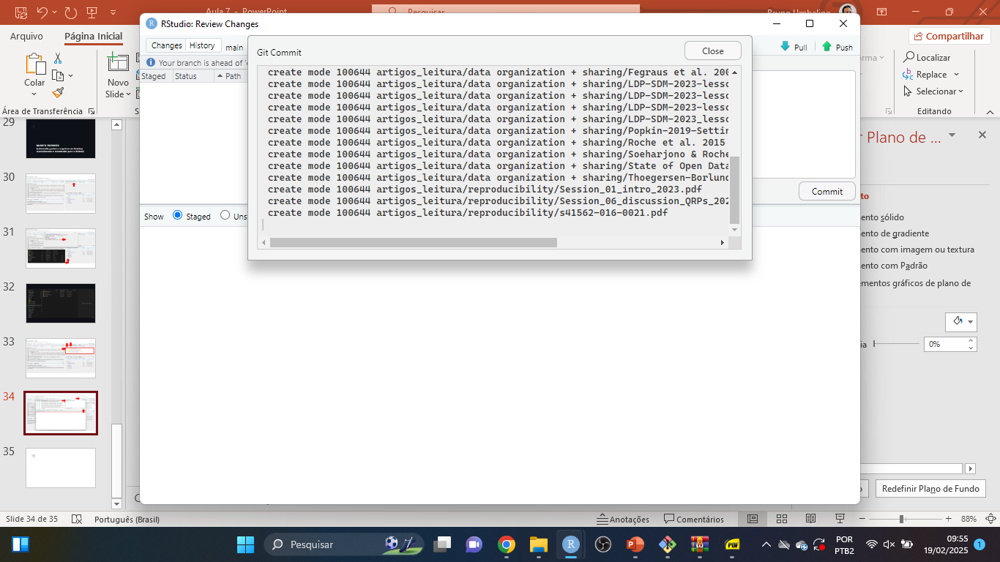 Aula 7 - PowerPoint
Pesquisar
Bruno Umbelino
Arquivo
Página Inicial
Compartilhar
Colar
Novo
Slide
Área de Transferência
Localizar
Replace
Selecionar
Editando
RStudio: Review Changes
Changes
History
main
Pull
Push
Your branch is ahead of '
Staged
Status
Path
Git Commit
Close
create mode 100644 artigos_leitura/data organization + sharing/Fegraus et al. 200
create mode 100644 artigos_leitura/data organization + sharing/LDP-SDM-2023-lesso
create mode 100644 artigos_leitura/data organization + sharing/LDP-SDM-2023-lesso
create mode 100644 artigos_leitura/data organization + sharing/LDP-SDM-2023-lesso
create mode 100644 artigos_leitura/data organization + sharing/LDP-SDM-2023_lesso
create mode 100644 artigos_leitura/data organization + sharing/Popkin-2019-Settin
create mode 100644 artigos_leitura/data organization + sharing/Roche et al. 2015
create mode 100644 artigos_leitura/data organization + sharing/Soeharjono & Roche
create mode 100644 artigos_leitura/data organization + sharing/State of Open Data
create mode 100644 artigos_leitura/data organization + sharing/Thoegersen-Borlund
create mode 100644 artigos_leitura/reproducibility/Session_01_intro_2023.pdf
create mode 100644 artigos_leitura/reproducibility/Session_06_discussion_QRPs_202
create mode 100644 artigos_leitura/reproducibility/s41562-016-0021.pdf
Commit
Show
Staged
Uns
29
30
31
32
33
34
35
r Plano de ...
to
ento sólido
ento de gradiente
ento com imagem ou textura
ento com Padrão
ementos gráficos de plano de
ia
0%
Redefinir Plano de Fundo
Slide 34 de 35
Português (Brasil)
Anotações
Comentários
88%
Pesquisar
POR
PTB2
09:55
19/02/2025
1